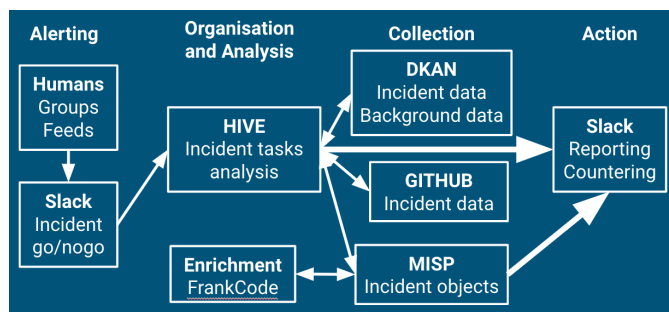 Alerting
Organisation
and Analysis
Collection
Action
Humans
Groups
Feeds
Slack
Incident
go/nogo
HIVE
Incident tasks
analysis
Enrichment
FrankCode
DKAN
Incident data
Background data
GITHUB
Incident data
MISP
Incident objects
Slack
Reporting
Countering